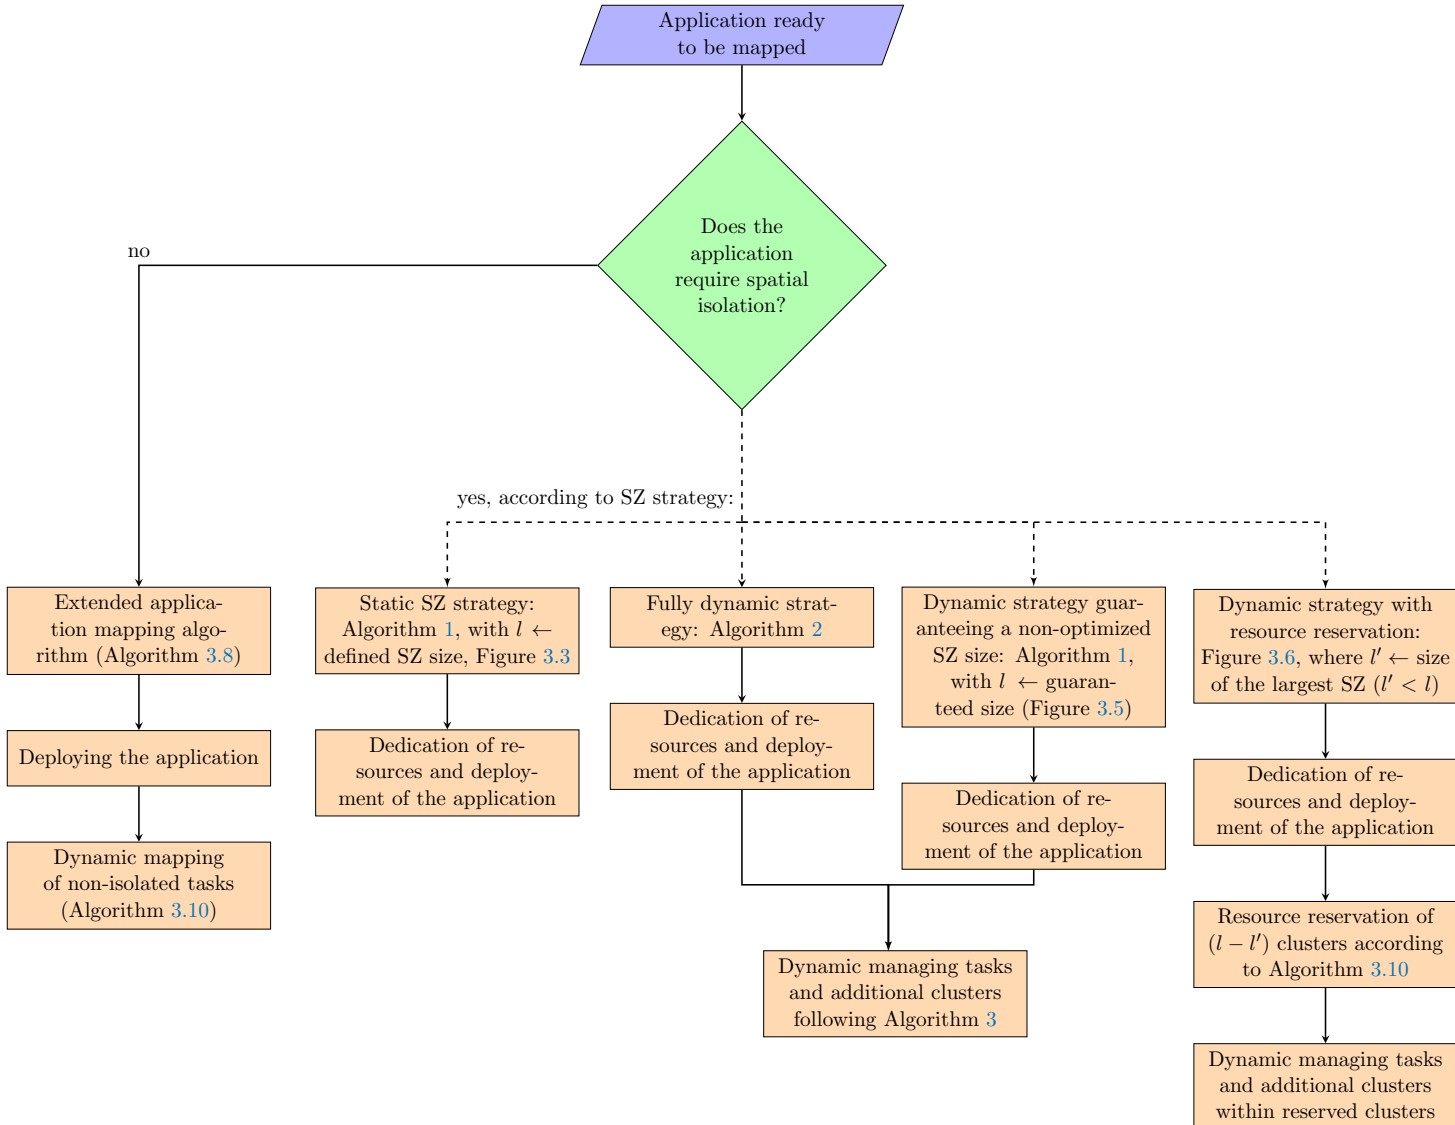 Application ready
to be mapped
Does the
application
require spatial
isolation?
no
yes, according to SZ strategy:
Extended applica-
tion mapping algo-
rithm (Algorithm 3.8)
Deploying the application
Dynamic mapping
of non-isolated tasks
(Algorithm 3.10)
Static SZ strategy:
Algorithm 1, with l ←
defined SZ size, Figure 3.3
Dedication of re-
sources and deploy-
ment of the application
Fully dynamic strat-
egy: Algorithm 2
Dedication of re-
sources and deploy-
ment of the application
Dynamic strategy guar-
anteeing a non-optimized
SZ size: Algorithm 1,
with l ← guaran-
teed size (Figure 3.5)
Dedication of re-
sources and deploy-
ment of the application
Dynamic managing tasks
and additional clusters
following Algorithm 3
Dynamic strategy with
resource reservation:
Figure 3.6, where l′ ← size
of the largest SZ (l′ < l)
Dedication of re-
sources and deploy-
ment of the application
Resource reservation of
(l − l′) clusters according
to Algorithm 3.10
Dynamic managing tasks
and additional clusters
within reserved clusters